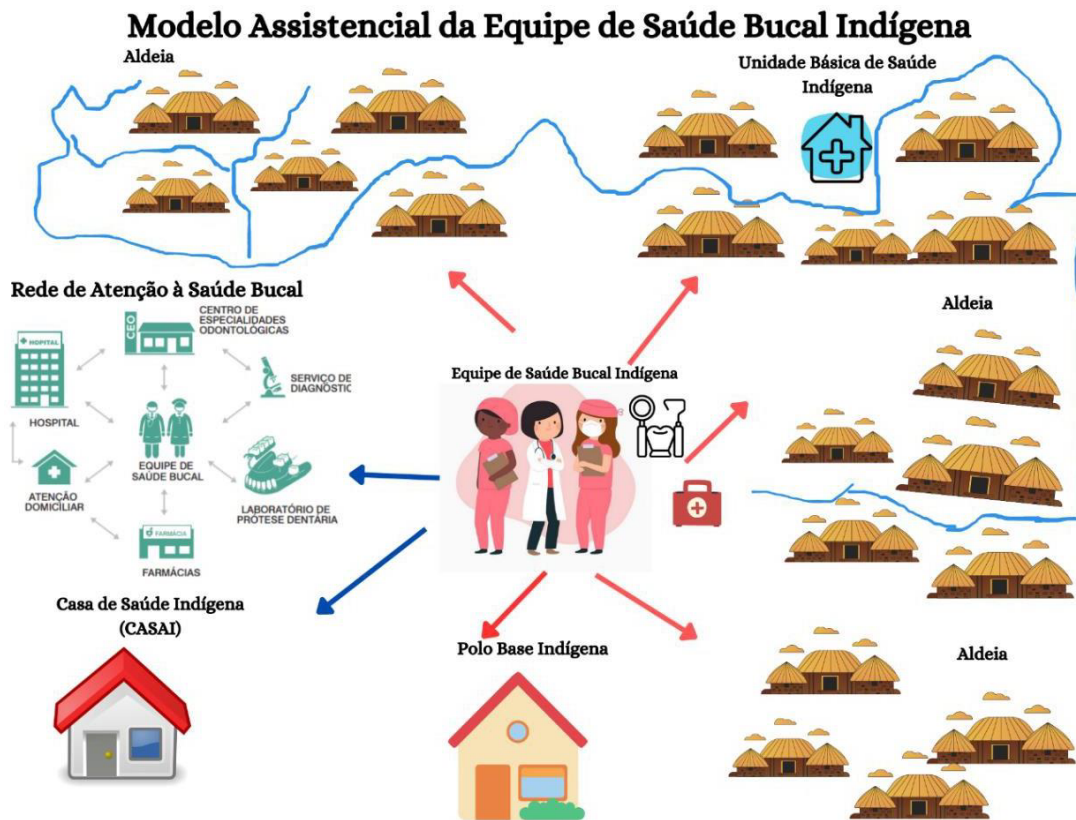 Modelo Assistencial da Equipe de Saúde Bucal Indígena
Aldeia
Unidade Básica de Saúde
Indígena
Rede de Atenção à Saúde Bucal
CEO
CENTRO DE
ESPECIALIDADES
ODONTOLÓGICAS
HOPITAL
HOSPITAL
SERVIÇO DE
DIAGNÓSTIC
EQUIPE DE
SAÚDE BUCAL
ATENÇÃO
DOMICILIAR
LABORATÓRIO DE
PRÓTESE DENTÁRIA
FARMÁCIA
FARMÁCIAS
Equipe de Saúde Bucal Indígena
Aldeia
Casa de Saúde Indígena
(CASAI)
Polo Base Indígena
Aldeia